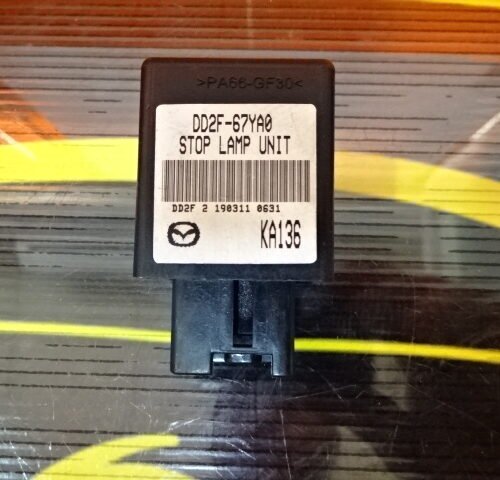 >PA66-GF30<
DD2F-67YA0
STOP LAMP UNIT
DD2F 2 190311 0631
KA136